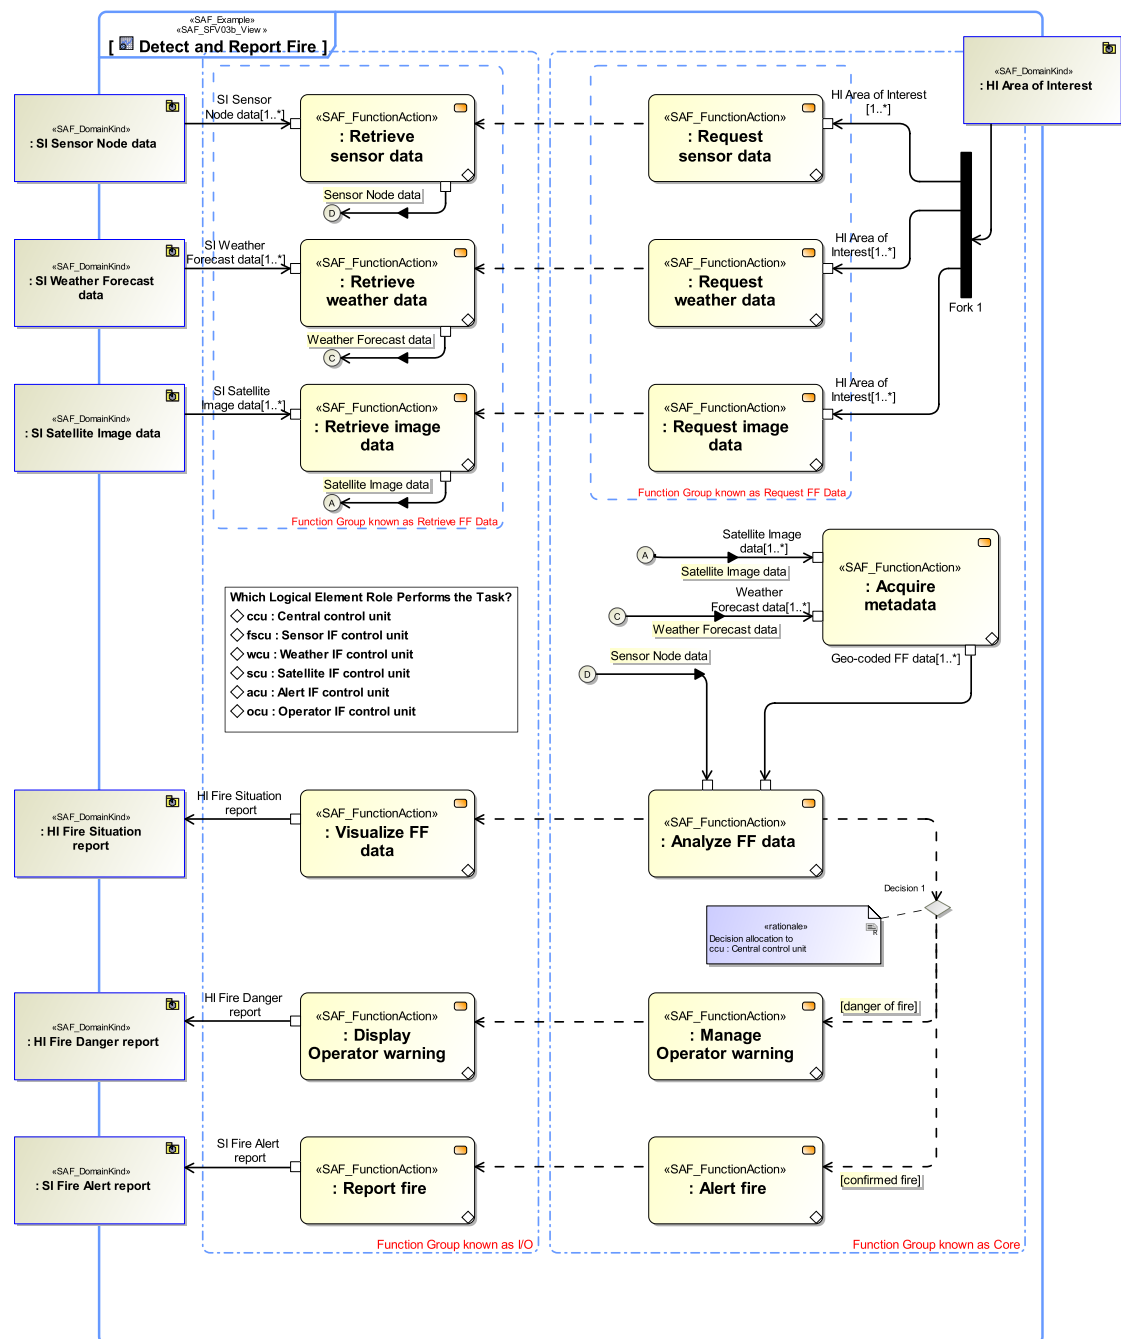 «SAF_Example»
«SAF_SFV03b_View »
[ Detect and Report Fire ]
«SAF_DomainKind»
: HI Area of Interest
«SAF_DomainKind»
: SI Sensor Node data
SI Sensor
Node data[1..*]
«SAF_FunctionAction»
: Retrieve
sensor data
Sensor Node data
D
«SAF_FunctionAction»
: Request
sensor data
HI Area of Interest
[1..*]
«SAF_DomainKind»
: SI Weather Forecast
data
SI Weather
Forecast data[1..*]
«SAF_FunctionAction»
: Retrieve
weather data
Weather Forecast data
C
«SAF_FunctionAction»
: Request
weather data
HI Area of
Interest[1..*]
Fork 1
«SAF_DomainKind»
: SI Satellite Image data
SI Satellite
Image data[1..*]
«SAF_FunctionAction»
: Retrieve image
data
Satellite Image data
A
Function Group known as Retrieve FF Data
«SAF_FunctionAction»
: Request image
data
HI Area of
Interest[1..*]
Function Group known as Request FF Data
A
Satellite Image
data[1..*]
Satellite Image data
C
Weather
Forecast data[1..*]
Weather Forecast data
«SAF_FunctionAction»
: Acquire
metadata
Geo-coded FF data[1..*]
D
Sensor Node data
Which Logical Element Role Performs the Task?
ccu : Central control unit
fscu : Sensor IF control unit
wcu : Weather IF control unit
scu : Satellite IF control unit
acu : Alert IF control unit
ocu : Operator IF control unit
«SAF_DomainKind»
: HI Fire Situation
report
HI Fire Situation
report
«SAF_FunctionAction»
: Visualize FF
data
«SAF_FunctionAction»
: Analyze FF data
Decision 1
«rationale»
Decision allocation to
ccu : Central control unit
«SAF_DomainKind»
: HI Fire Danger report
HI Fire Danger
report
«SAF_FunctionAction»
: Display
Operator warning
«SAF_FunctionAction»
: Manage
Operator warning
[danger of fire]
«SAF_DomainKind»
: SI Fire Alert report
SI Fire Alert
report
«SAF_FunctionAction»
: Report fire
«SAF_FunctionAction»
: Alert fire
[confirmed fire]
Function Group known as I/O
Function Group known as Core